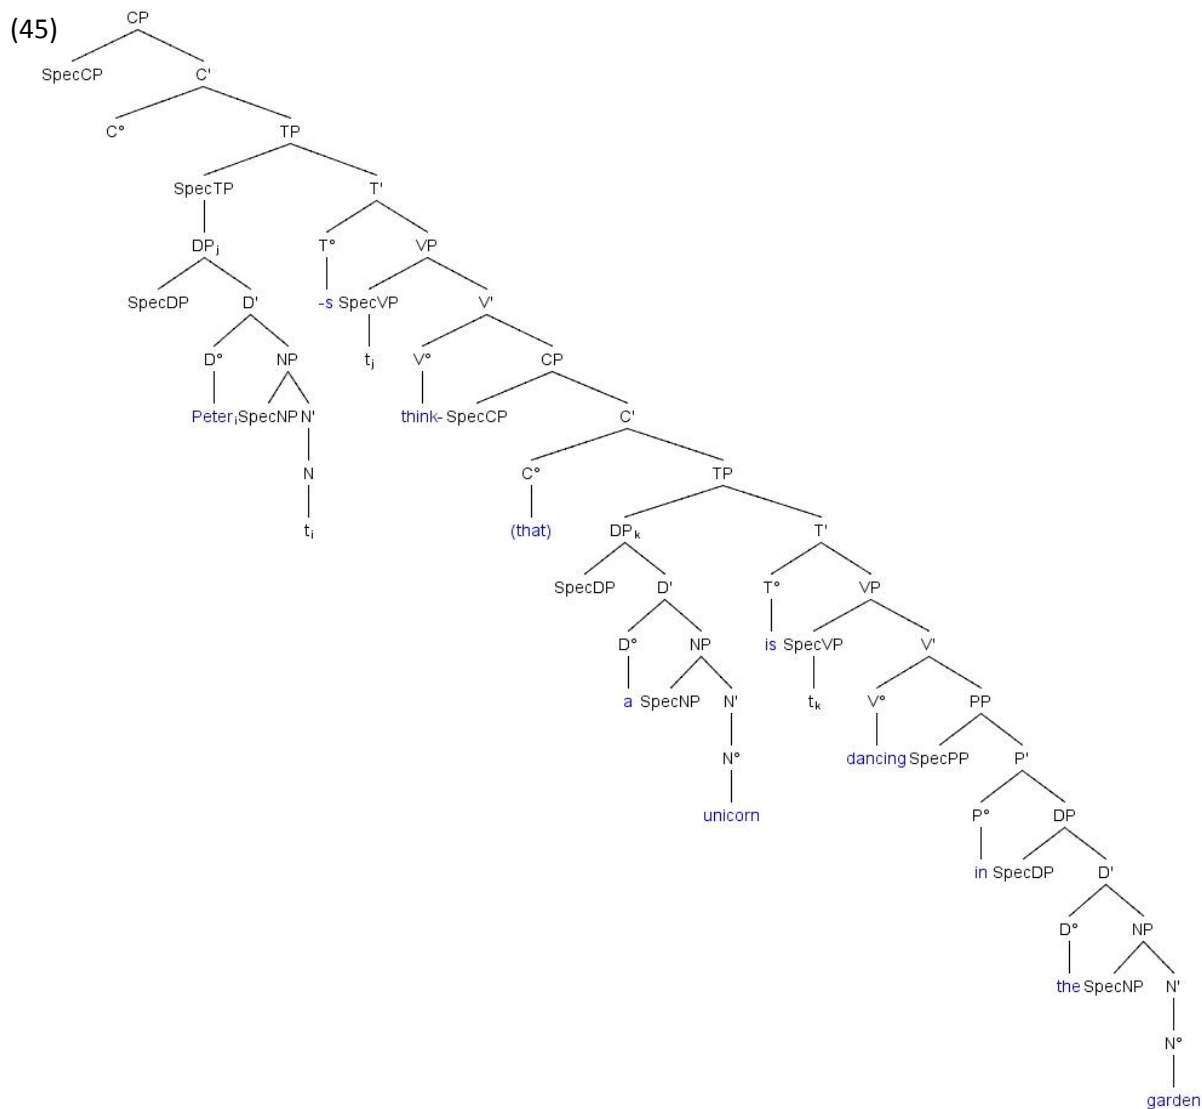 (45)
CP
SpecCP C'
C° TP
SpecTP T'
DPj T° VP
SpecDP D' -s SpecVP V'
D° NP tj V° CP
Peteri SpecNP N' think- SpecCP C'
N C° TP
ti (that) DPk T'
SpecDP D' T° VP
D° NP is SpecVP V'
a SpecNP N' tk V° PP
N° dancing SpecPP P'
unicorn P° DP
in SpecDP D'
D° NP
the SpecNP N'
N°
garden